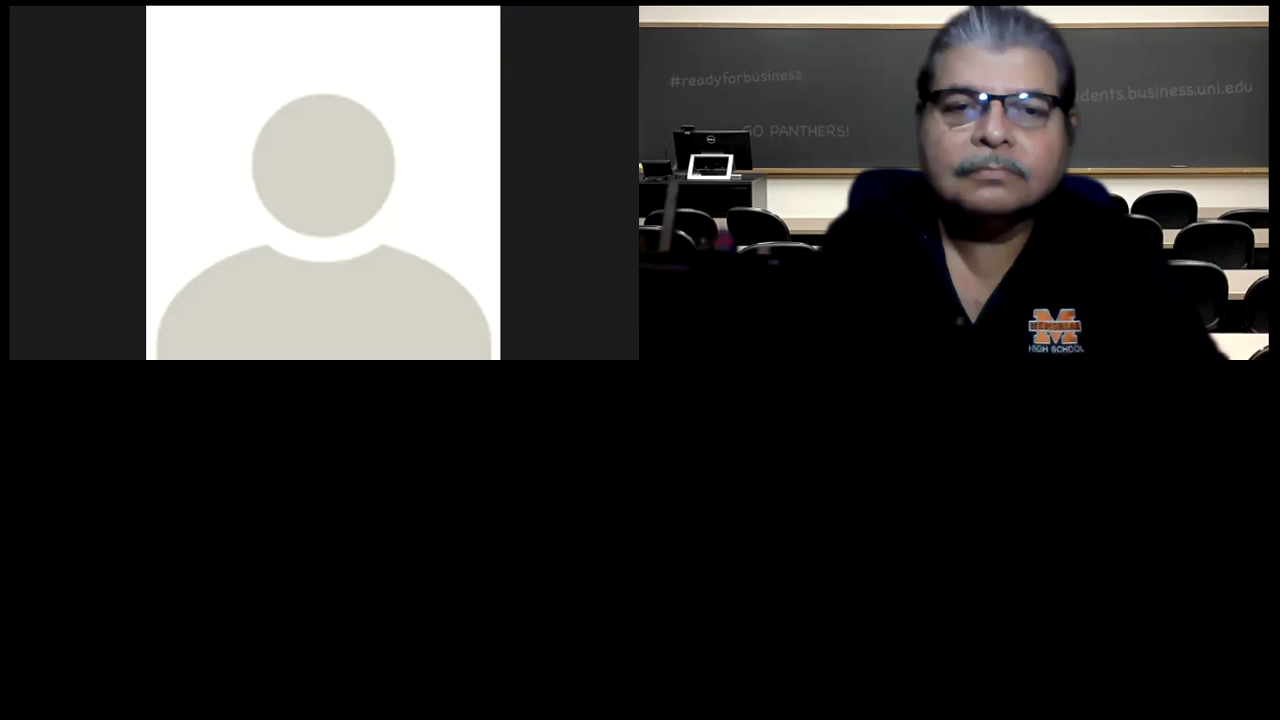 #readyforbusiness
dents.business.uni.edu
GO PANTHERS!
M
HIGH SCHOOL